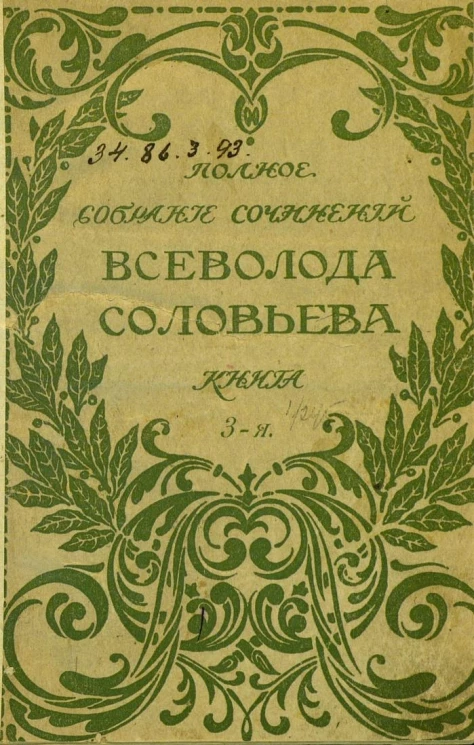 34. 86. 3. 93.
ПОЛНОЕ
СОБРАНІЕ СОЧИНЕНІЙ
ВСЕВОЛОДА
СОЛОВЬЕВА
КНИГА
3-я.